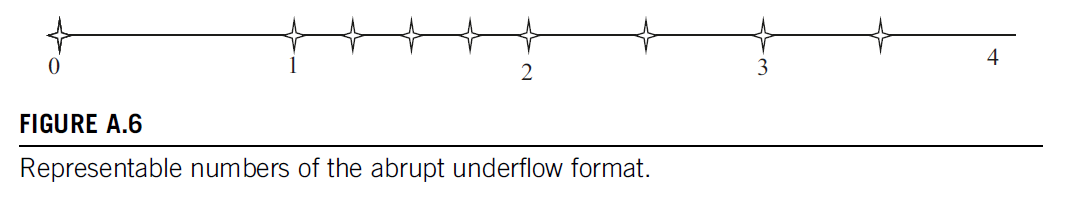 0 1 2 3 4
FIGURE A.6
Representable numbers of the abrupt underflow format.